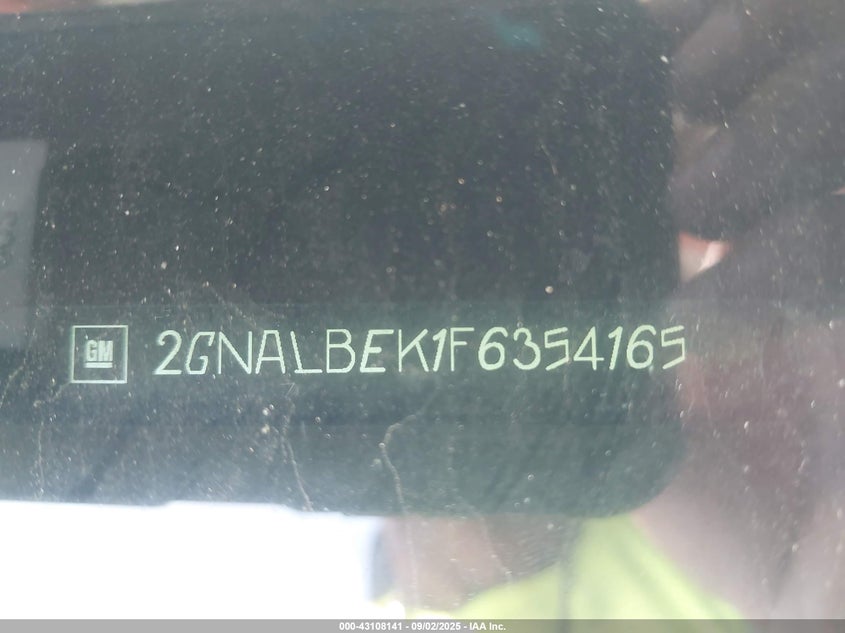 GM 2GNALBEK1F6354165
000-43108141 - 09/02/2025 - IAA Inc.